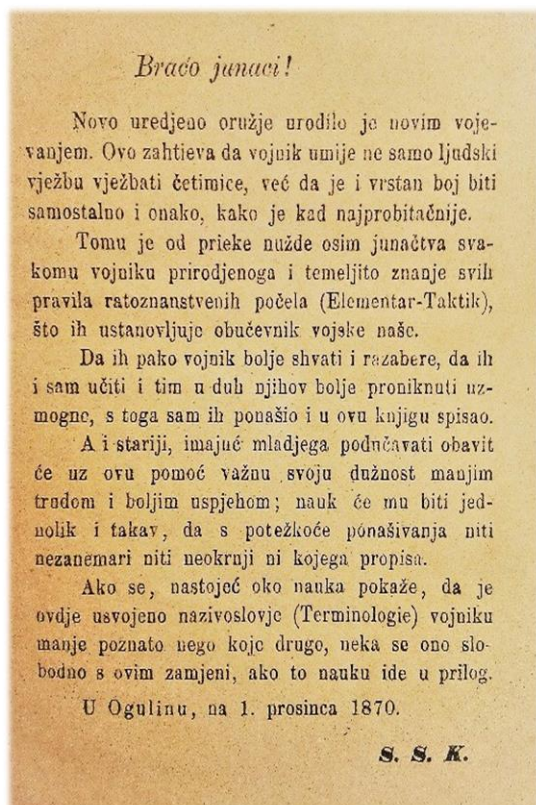 Braćo junaci!
Novo uredjeno oružje urodilo je novim voje-
vanjem. Ovo zahtieva da vojnik umije ne samo ljudski
vježbu vježbati četimice, već da je i vrstan boj biti
samostalno i onako, kako je kad najprobitačnije.
Tomu je od prieke nužde osim junačtva sva-
komu vojniku prirodjenoga i temeljito znanje svih
pravila ratoznanstvenih počela (Elementar-Taktik),
što ih ustanovljuje obučevnik vojske naše.
Da ih pako vojnik bolje shvati i razabere, da ih
i sam učiti i tim u duh njihov bolje proniknuti uz-
mogne, s toga sam ih ponašio i u ovu knjigu spisao.
A i stariji, imajuć mladjega podučavati obavit
će uz ovu pomoć važnu svoju dužnost manjim
trudom i boljim uspjehom; nauk će mu biti jed-
nolik i takav, da s potežkoće ponašivanja niti
nezanemari niti neokrnji ni kojega propisa.
Ako se, nastojeć oko nauka pokaže, da je
ovdje usvojeno nazivoslovje (Terminologie) vojniku
manje poznato nego koje drugo, neka se ono slo-
bodno s ovim zamjeni, ako to nauku ide u prilog.
U Ogulinu, na 1. prosinca 1870.
S. S. K.